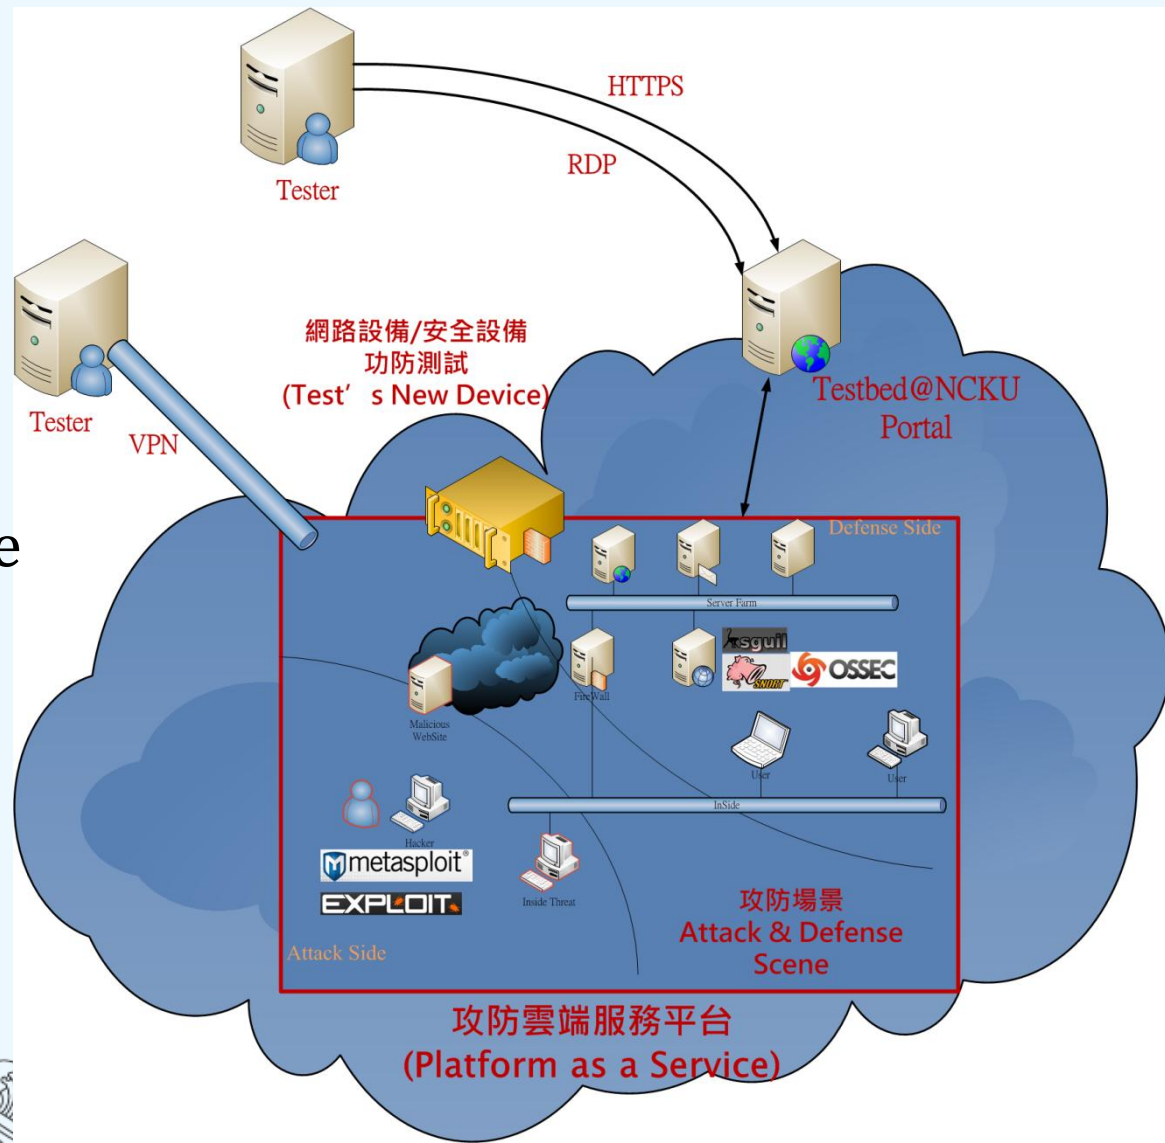 HTTPS
RDP
Tester
網路設備/安全設備
功防測試
(Test's New Device)
Testbed@NCKU
Portal
Tester
VPN
e
Defense Side
Server Farm
sguil
SNORT
OSSEC
FireWall
Malicious
WebSite
User
User
InSide
Hacker
metasploit®
EXPLOIT
Inside Threat
攻防場景
Attack & Defense
Scene
Attack Side
攻防雲端服務平台
(Platform as a Service)